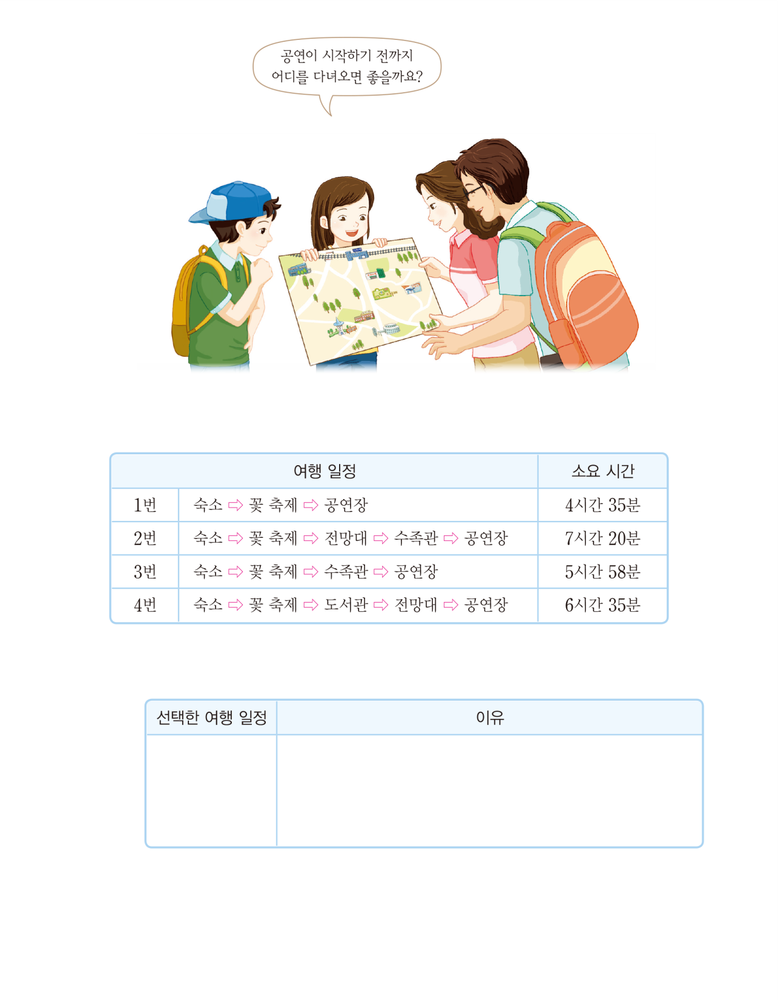 공연이 시작하기 전까지
어디를 다녀오면 좋을까요?
여행 일정 소요 시간
1번 숙소 ⇨ 꽃 축제 ⇨ 공연장 4시간 35분
2번 숙소 ⇨ 꽃 축제 ⇨ 전망대 ⇨ 수족관 ⇨ 공연장 7시간 20분
3번 숙소 ⇨ 꽃 축제 ⇨ 수족관 ⇨ 공연장 5시간 58분
4번 숙소 ⇨ 꽃 축제 ⇨ 도서관 ⇨ 전망대 ⇨ 공연장 6시간 35분
선택한 여행 일정 이유